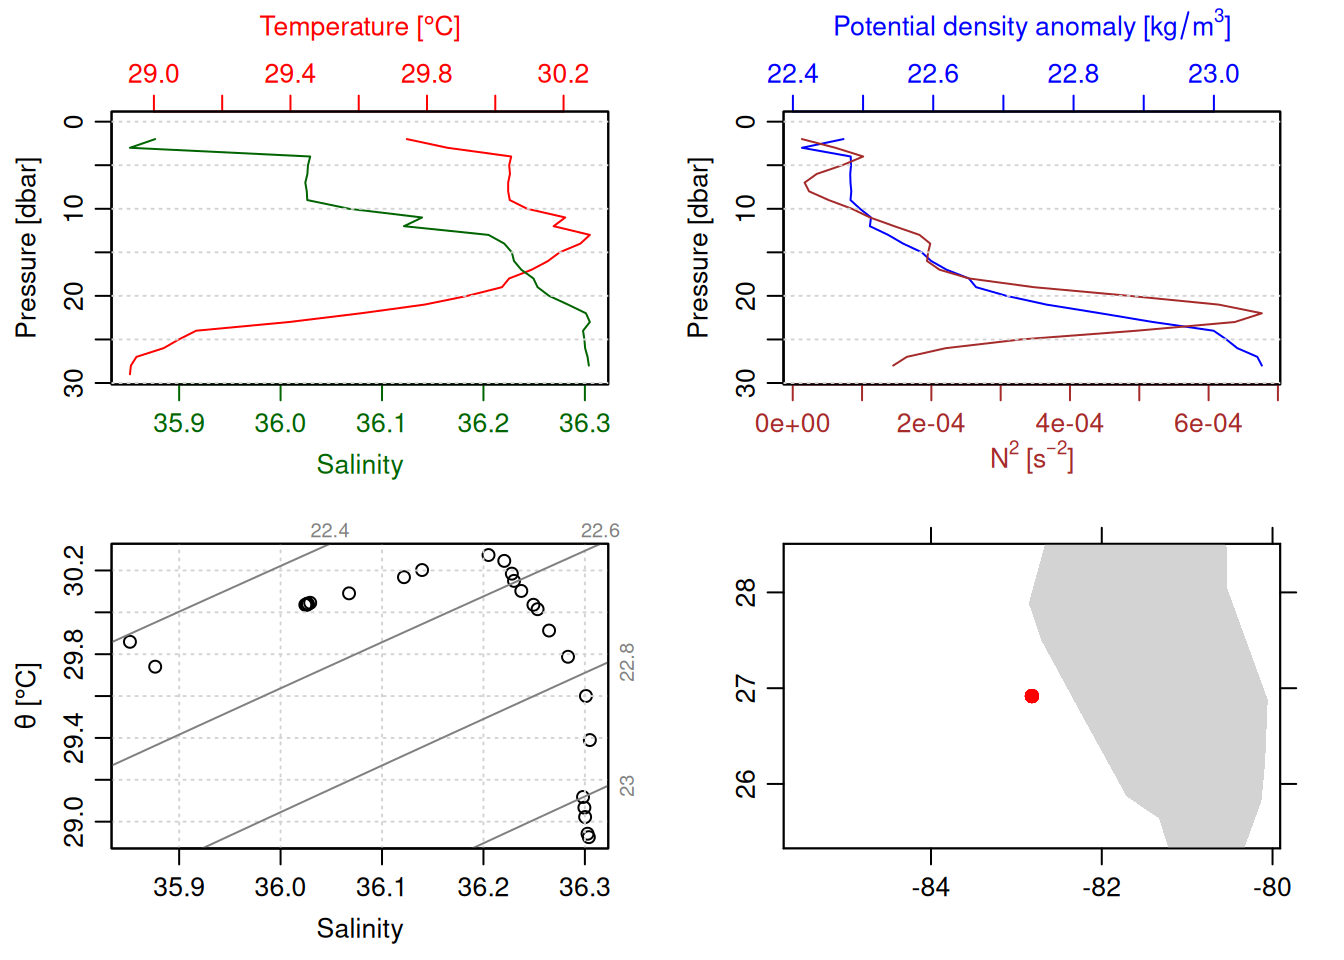 Temperature [°C]
29.0 29.4 29.8 30.2
0
10
20
30
Pressure [dbar]
35.9 36.0 36.1 36.2 36.3
Salinity
Potential density anomaly [kg/m³]
22.4 22.6 22.8 23.0
0
10
20
30
Pressure [dbar]
0e+00 2e-04 4e-04 6e-04
N² [s⁻²]
22.4 22.6
22.8
23
30.2
29.8
29.4
29.0
θ [°C]
35.9 36.0 36.1 36.2 36.3
Salinity
28
27
26
-84 -82 -80